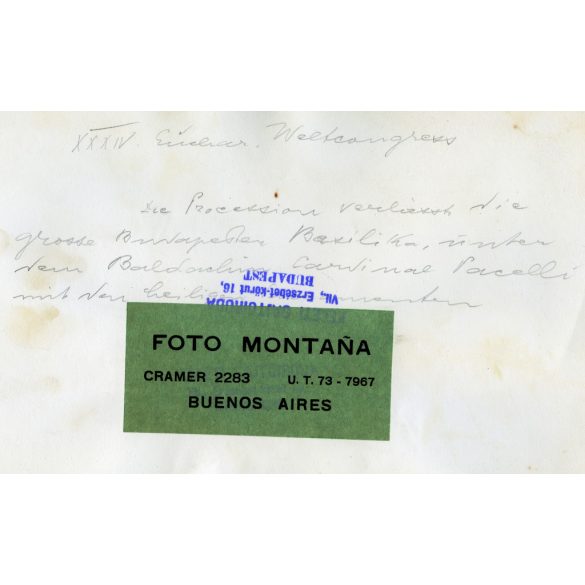 XXXIV. Euchar. Weltcongress
Die Procession verlässt die
grosse Budapester Basilika, unter
dem Baldachin Cardinal Pacelli
mit den heiligen
BUDAPEST
VII., Erzsébet-körut 16,
FOTO MONTAÑA
CRAMER 2283 U. T. 73 - 7967
BUENOS AIRES